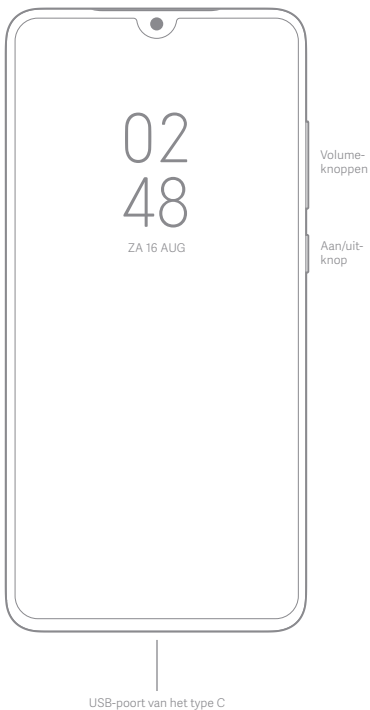 02
48
ZA 16 AUG
Volume-
knoppen
Aan/uit-
knop
USB-poort van het type C